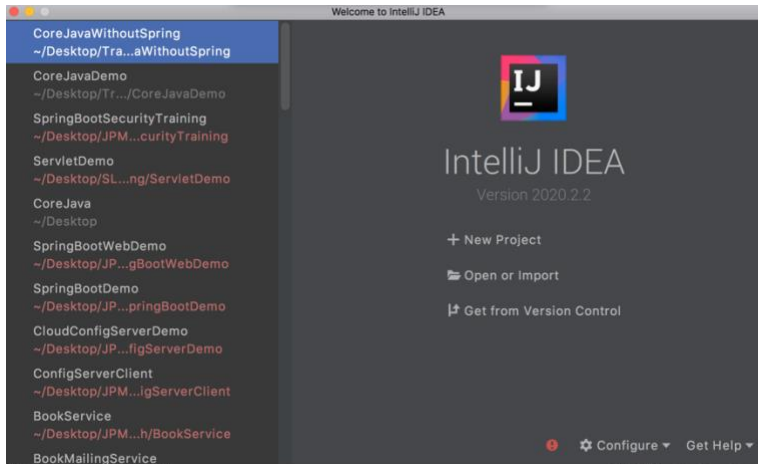 Welcome to IntelliJ IDEA
CoreJavaWithoutSpring
~/Desktop/Tra...aWithoutSpring
CoreJavaDemo
~/Desktop/Tr.../CoreJavaDemo
SpringBootSecurityTraining
~/Desktop/JPM...curityTraining
ServletDemo
~/Desktop/SL...ng/ServletDemo
CoreJava
~/Desktop
SpringBootWebDemo
~/Desktop/JP...gBootWebDemo
SpringBootDemo
~/Desktop/JP...pringBootDemo
CloudConfigServerDemo
~/Desktop/JP...figServerDemo
ConfigServerClient
~/Desktop/JPM...igServerClient
BookService
~/Desktop/JPM...h/BookService
BookMailingService
IJ
IntelliJ IDEA
Version 2020.2.2
+ New Project
Open or Import
Get from Version Control
Configure
Get Help